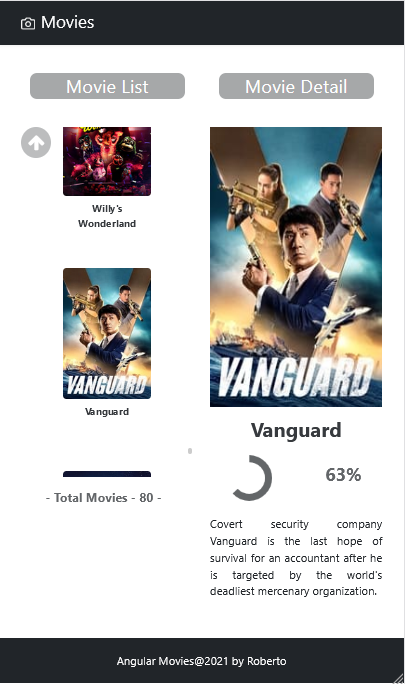 Movies
Movie List
Movie Detail
Willy's
Wonderland
VANGUARD
Vanguard
- Total Movies - 80 -
VANGUARD
Vanguard
63%
Covert security company
Vanguard is the last hope of
survival for an accountant after he
is targeted by the world's
deadliest mercenary organization.
Angular Movies@2021 by Roberto